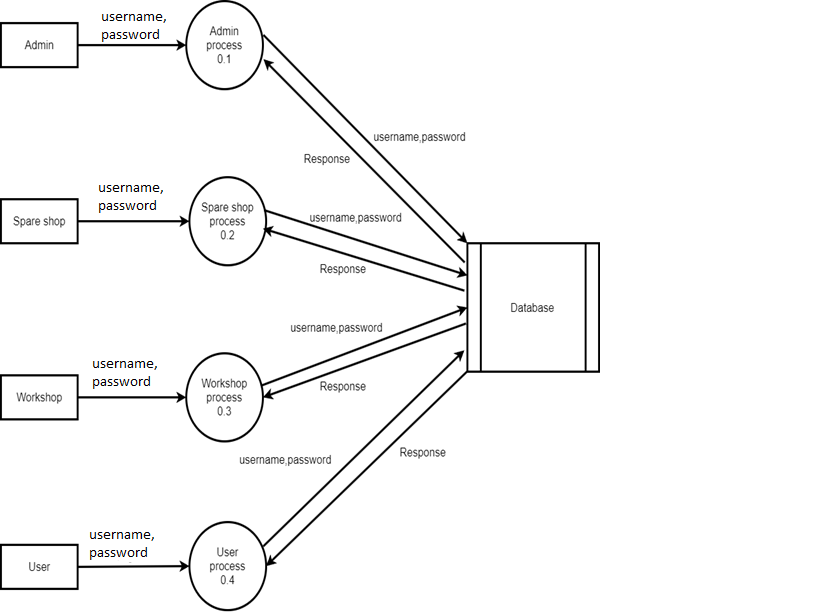 username,
password
Admin
Admin
process
0.1
username,password
Response
username,
password
Spare shop
Spare shop
process
0.2
username,password
Response
Database
username,password
Response
username,
password
Workshop
Workshop
process
0.3
username,password
Response
username,
password
User
User
process
0.4